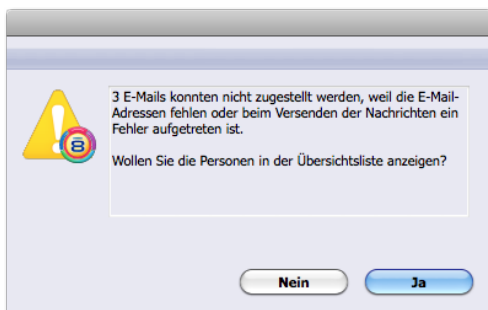 3 E-Mails konnten nicht zugestellt werden, weil die E-Mail-
Adressen fehlen oder beim Versenden der Nachrichten ein
Fehler aufgetreten ist.
Wollen Sie die Personen in der Übersichtsliste anzeigen?
8
Nein
Ja